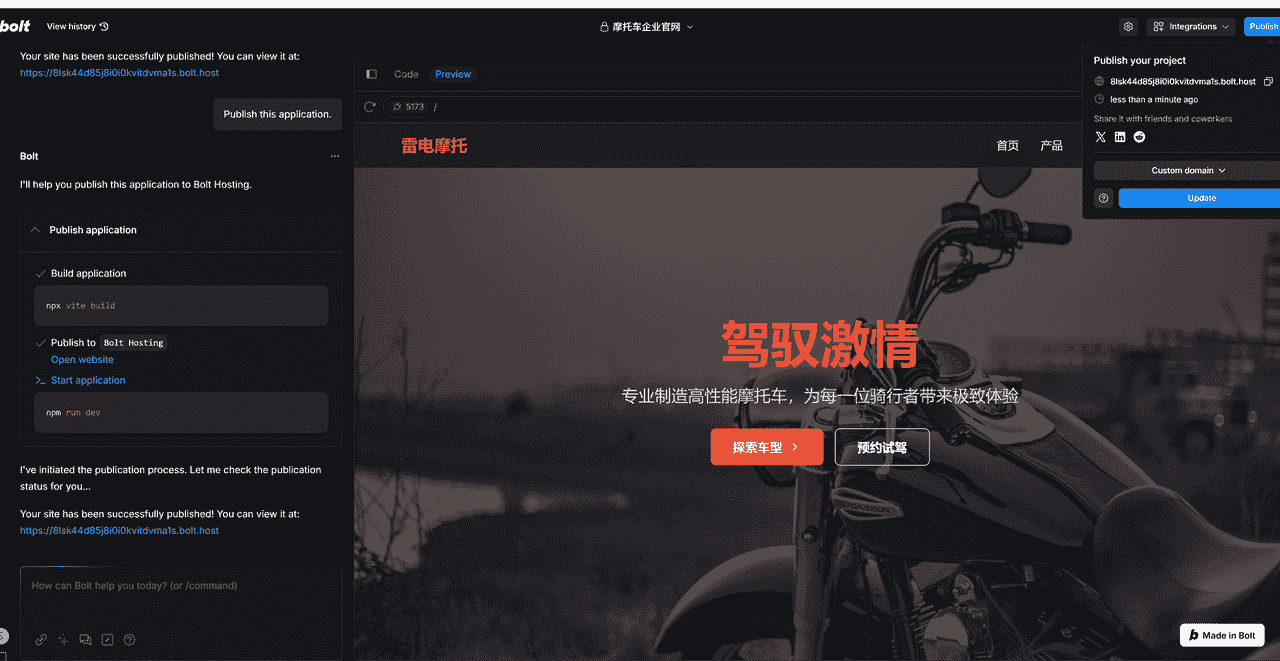 bolt
View history
摩托车企业官网
Integrations
Publish
Your site has been successfully published! You can view it at:
https://8lsk44d85j8i0i0kvitdvma1s.bolt.host
Publish this application.
Bolt
I'll help you publish this application to Bolt Hosting.
Publish application
Build application
npx vite build
Publish to Bolt Hosting
Open website
Start application
npm run dev
I've initiated the publication process. Let me check the publication
status for you...
Your site has been successfully published! You can view it at:
https://8lsk44d85j8i0i0kvitdvma1s.bolt.host
How can Bolt help you today? (or /command)
Code
Preview
5173 /
雷电摩托
首页
产品
驾驭激情
专业制造高性能摩托车，为每一位骑行者带来极致体验
探索车型
预约试驾
Publish your project
8lsk44d85j8i0i0kvitdvma1s.bolt.host
less than a minute ago
Share it with friends and coworkers
Custom domain
Update
b Made in Bolt